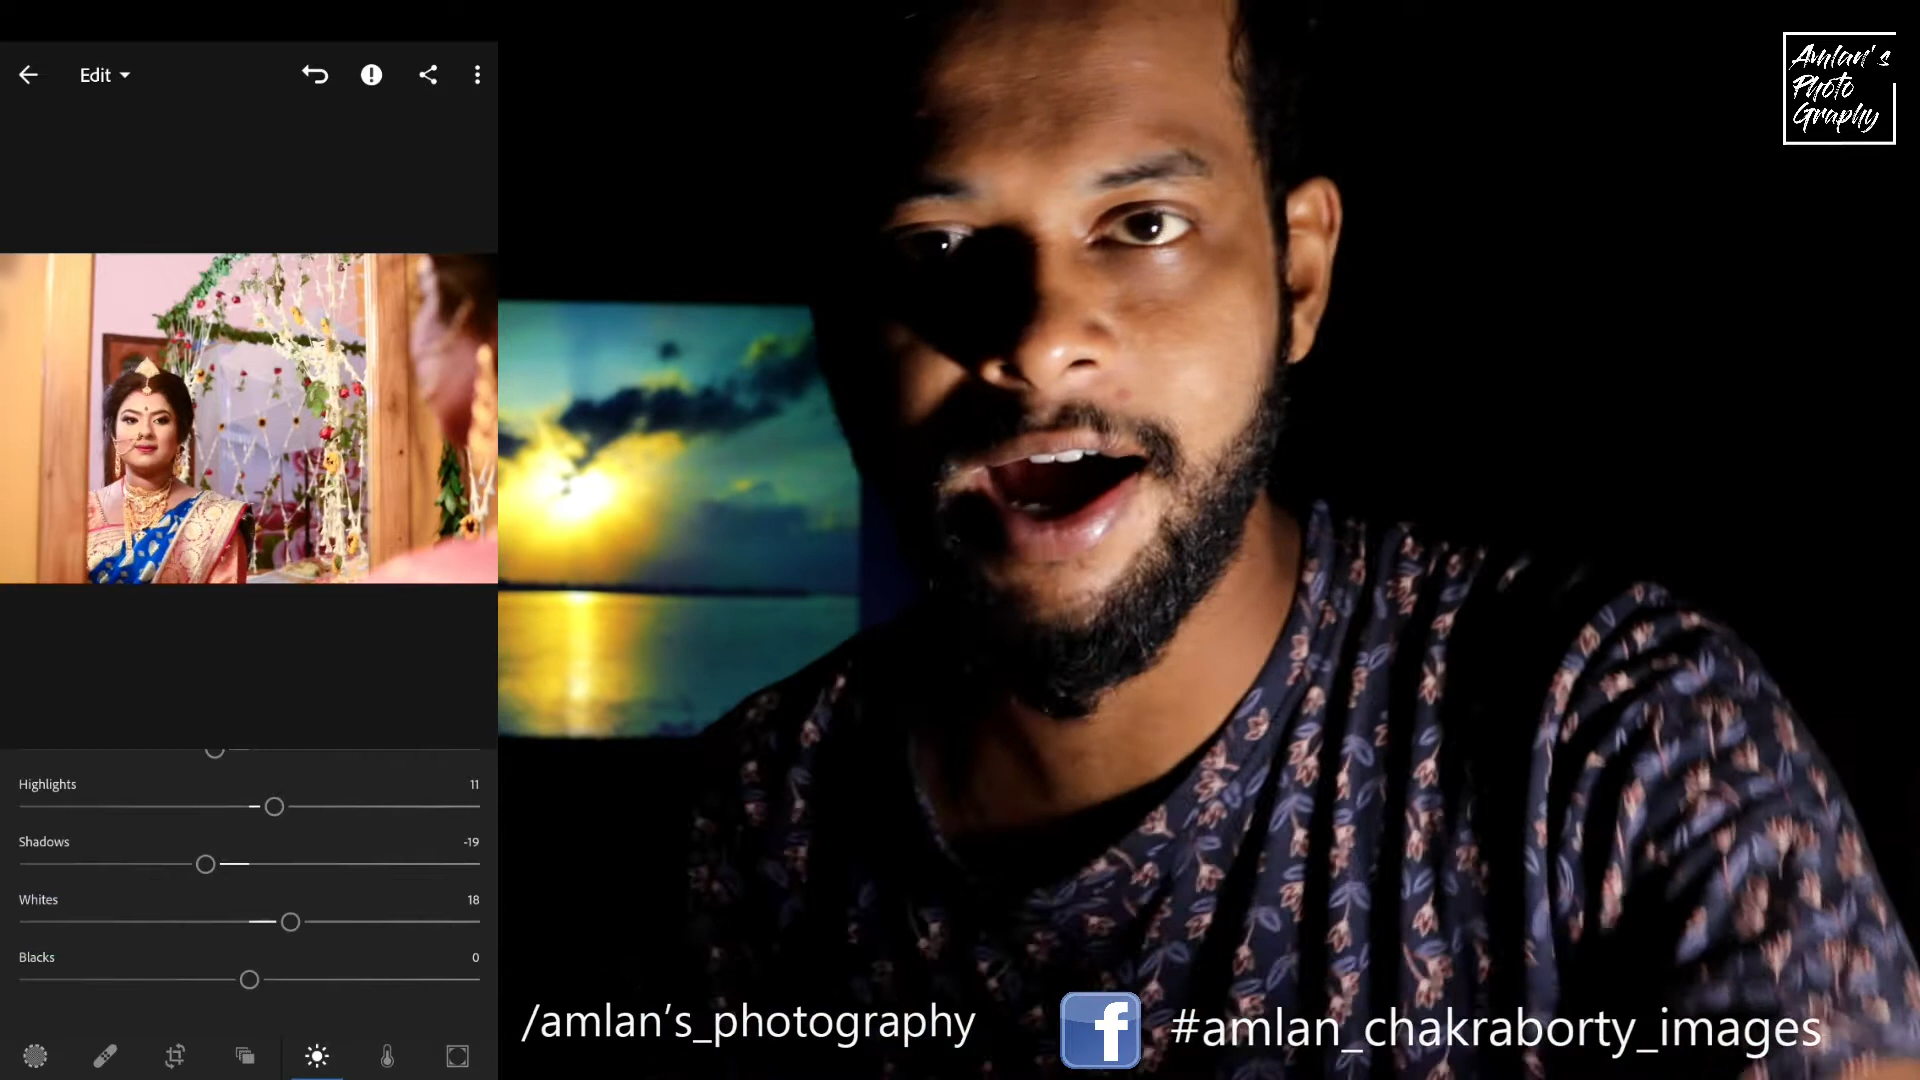 Edit
Amlan's
Photo
Graphy
Highlights 11
Shadows -19
Whites 18
Blacks 0
/amlan’s_photography
f
#amlan_chakraborty_images